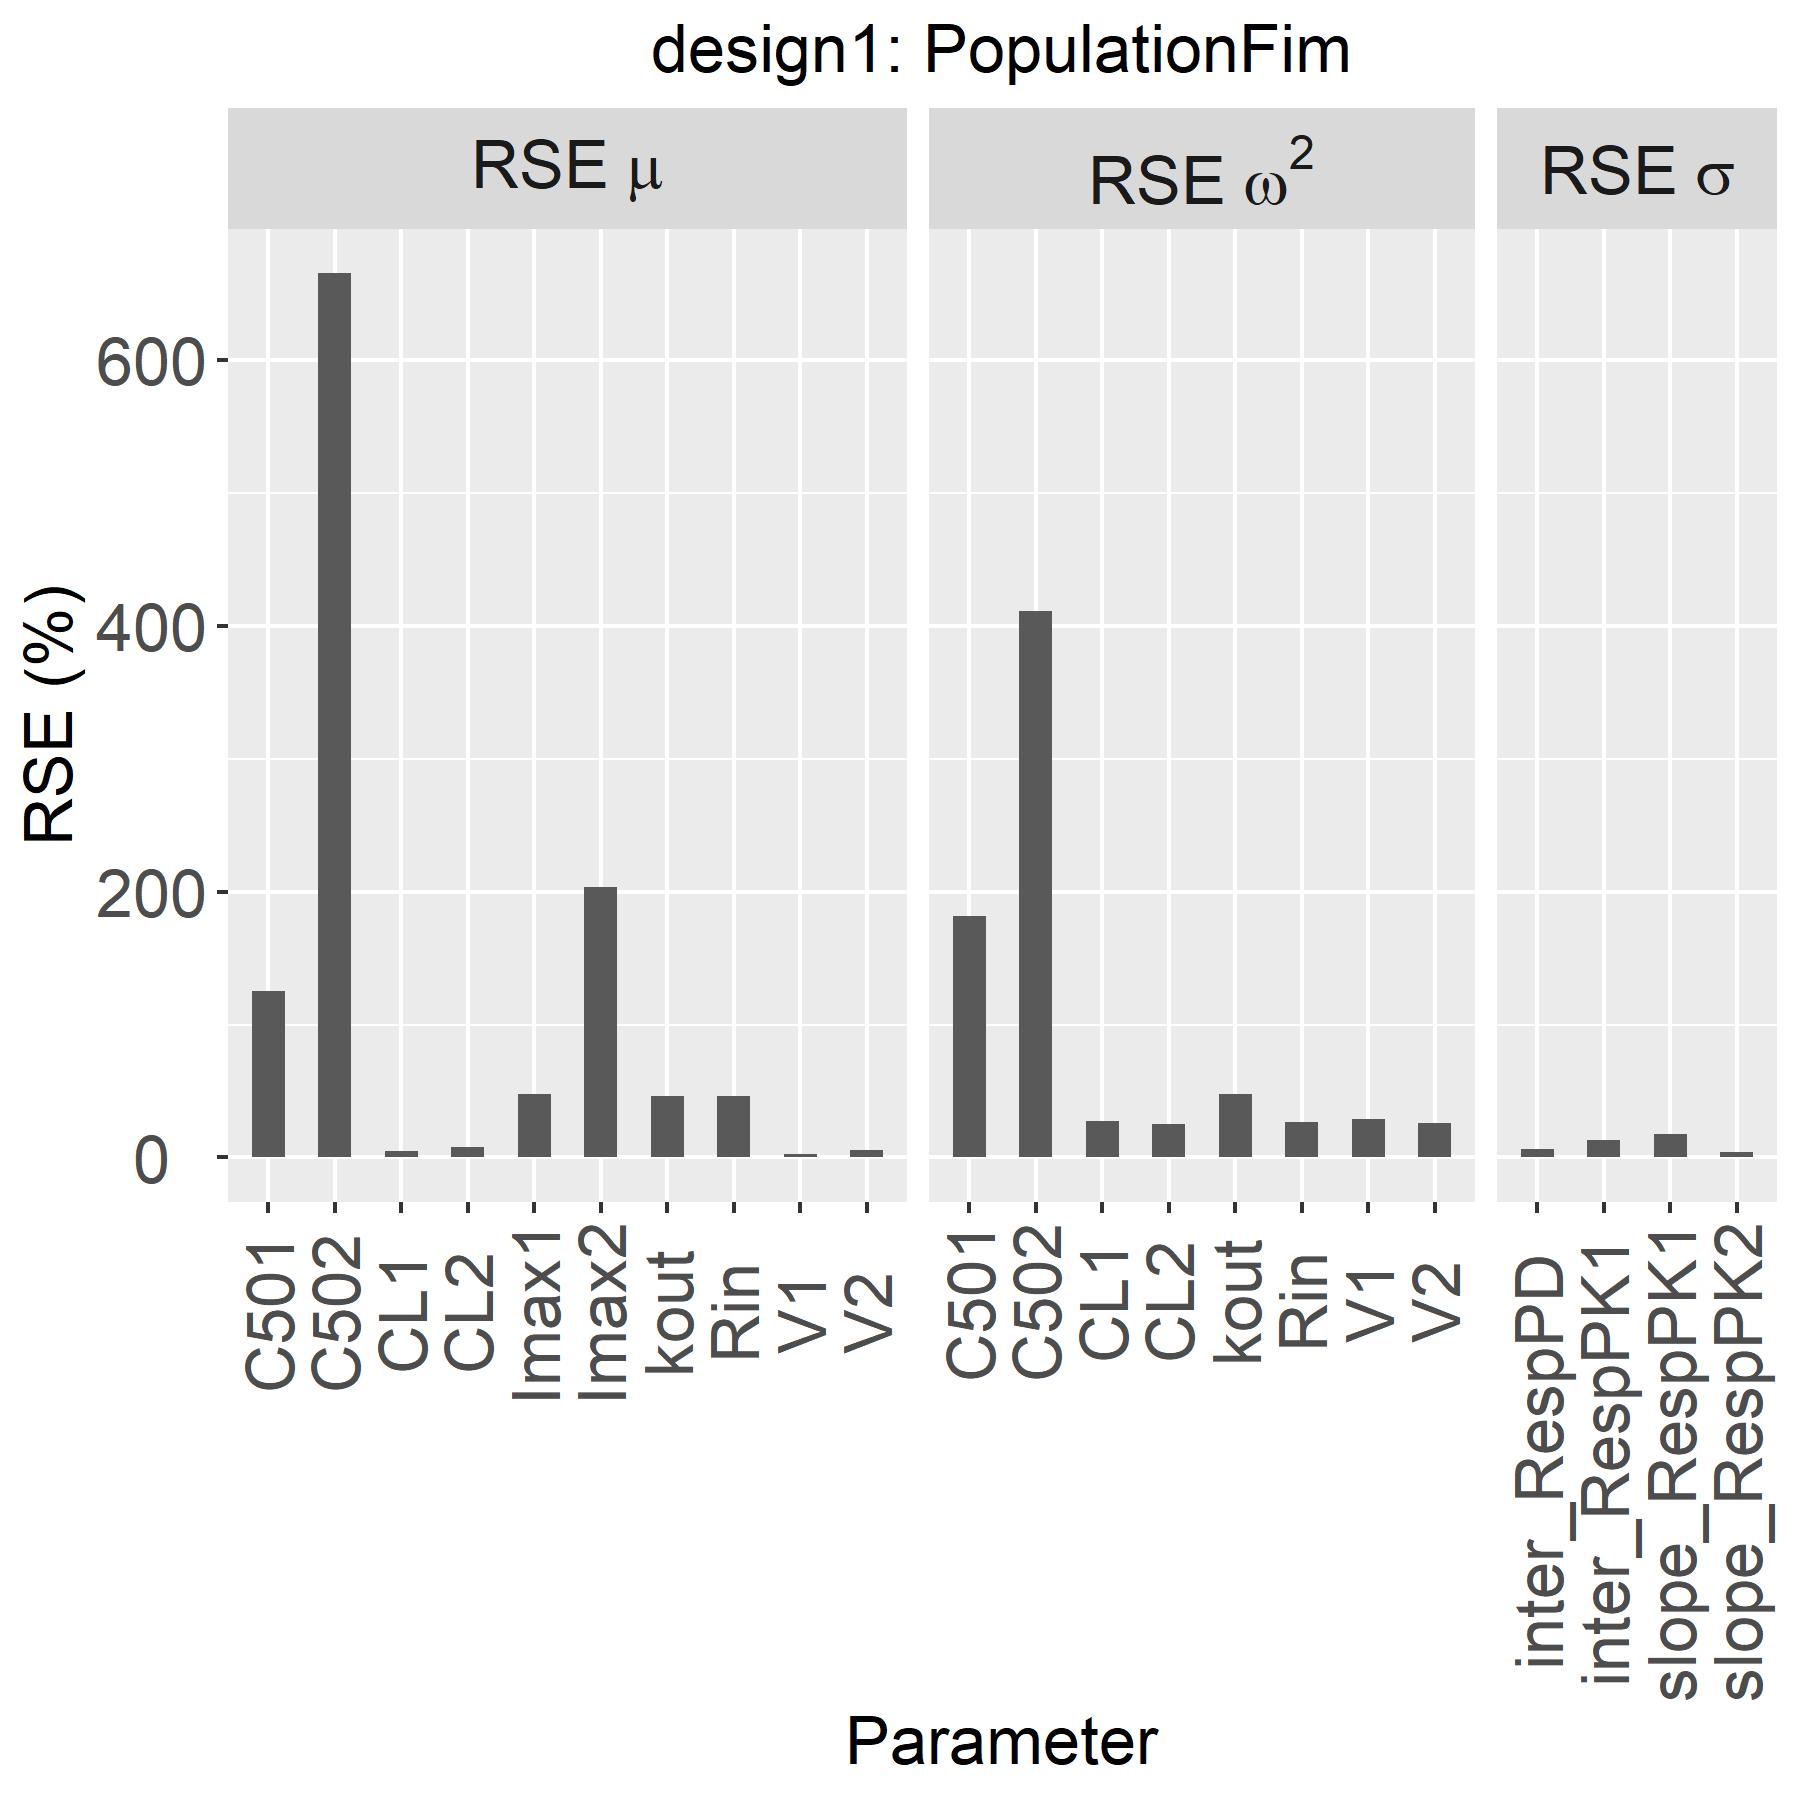 design1: PopulationFim
RSE μ
RSE ω²
RSE σ
RSE (%)
600
400
200
0
C501
C502
CL1
CL2
Imax1
Imax2
kout
Rin
V1
V2
C501
C502
CL1
CL2
kout
Rin
V1
V2
inter_RespPD
inter_RespPK1
slope_RespPK1
slope_RespPK2
Parameter